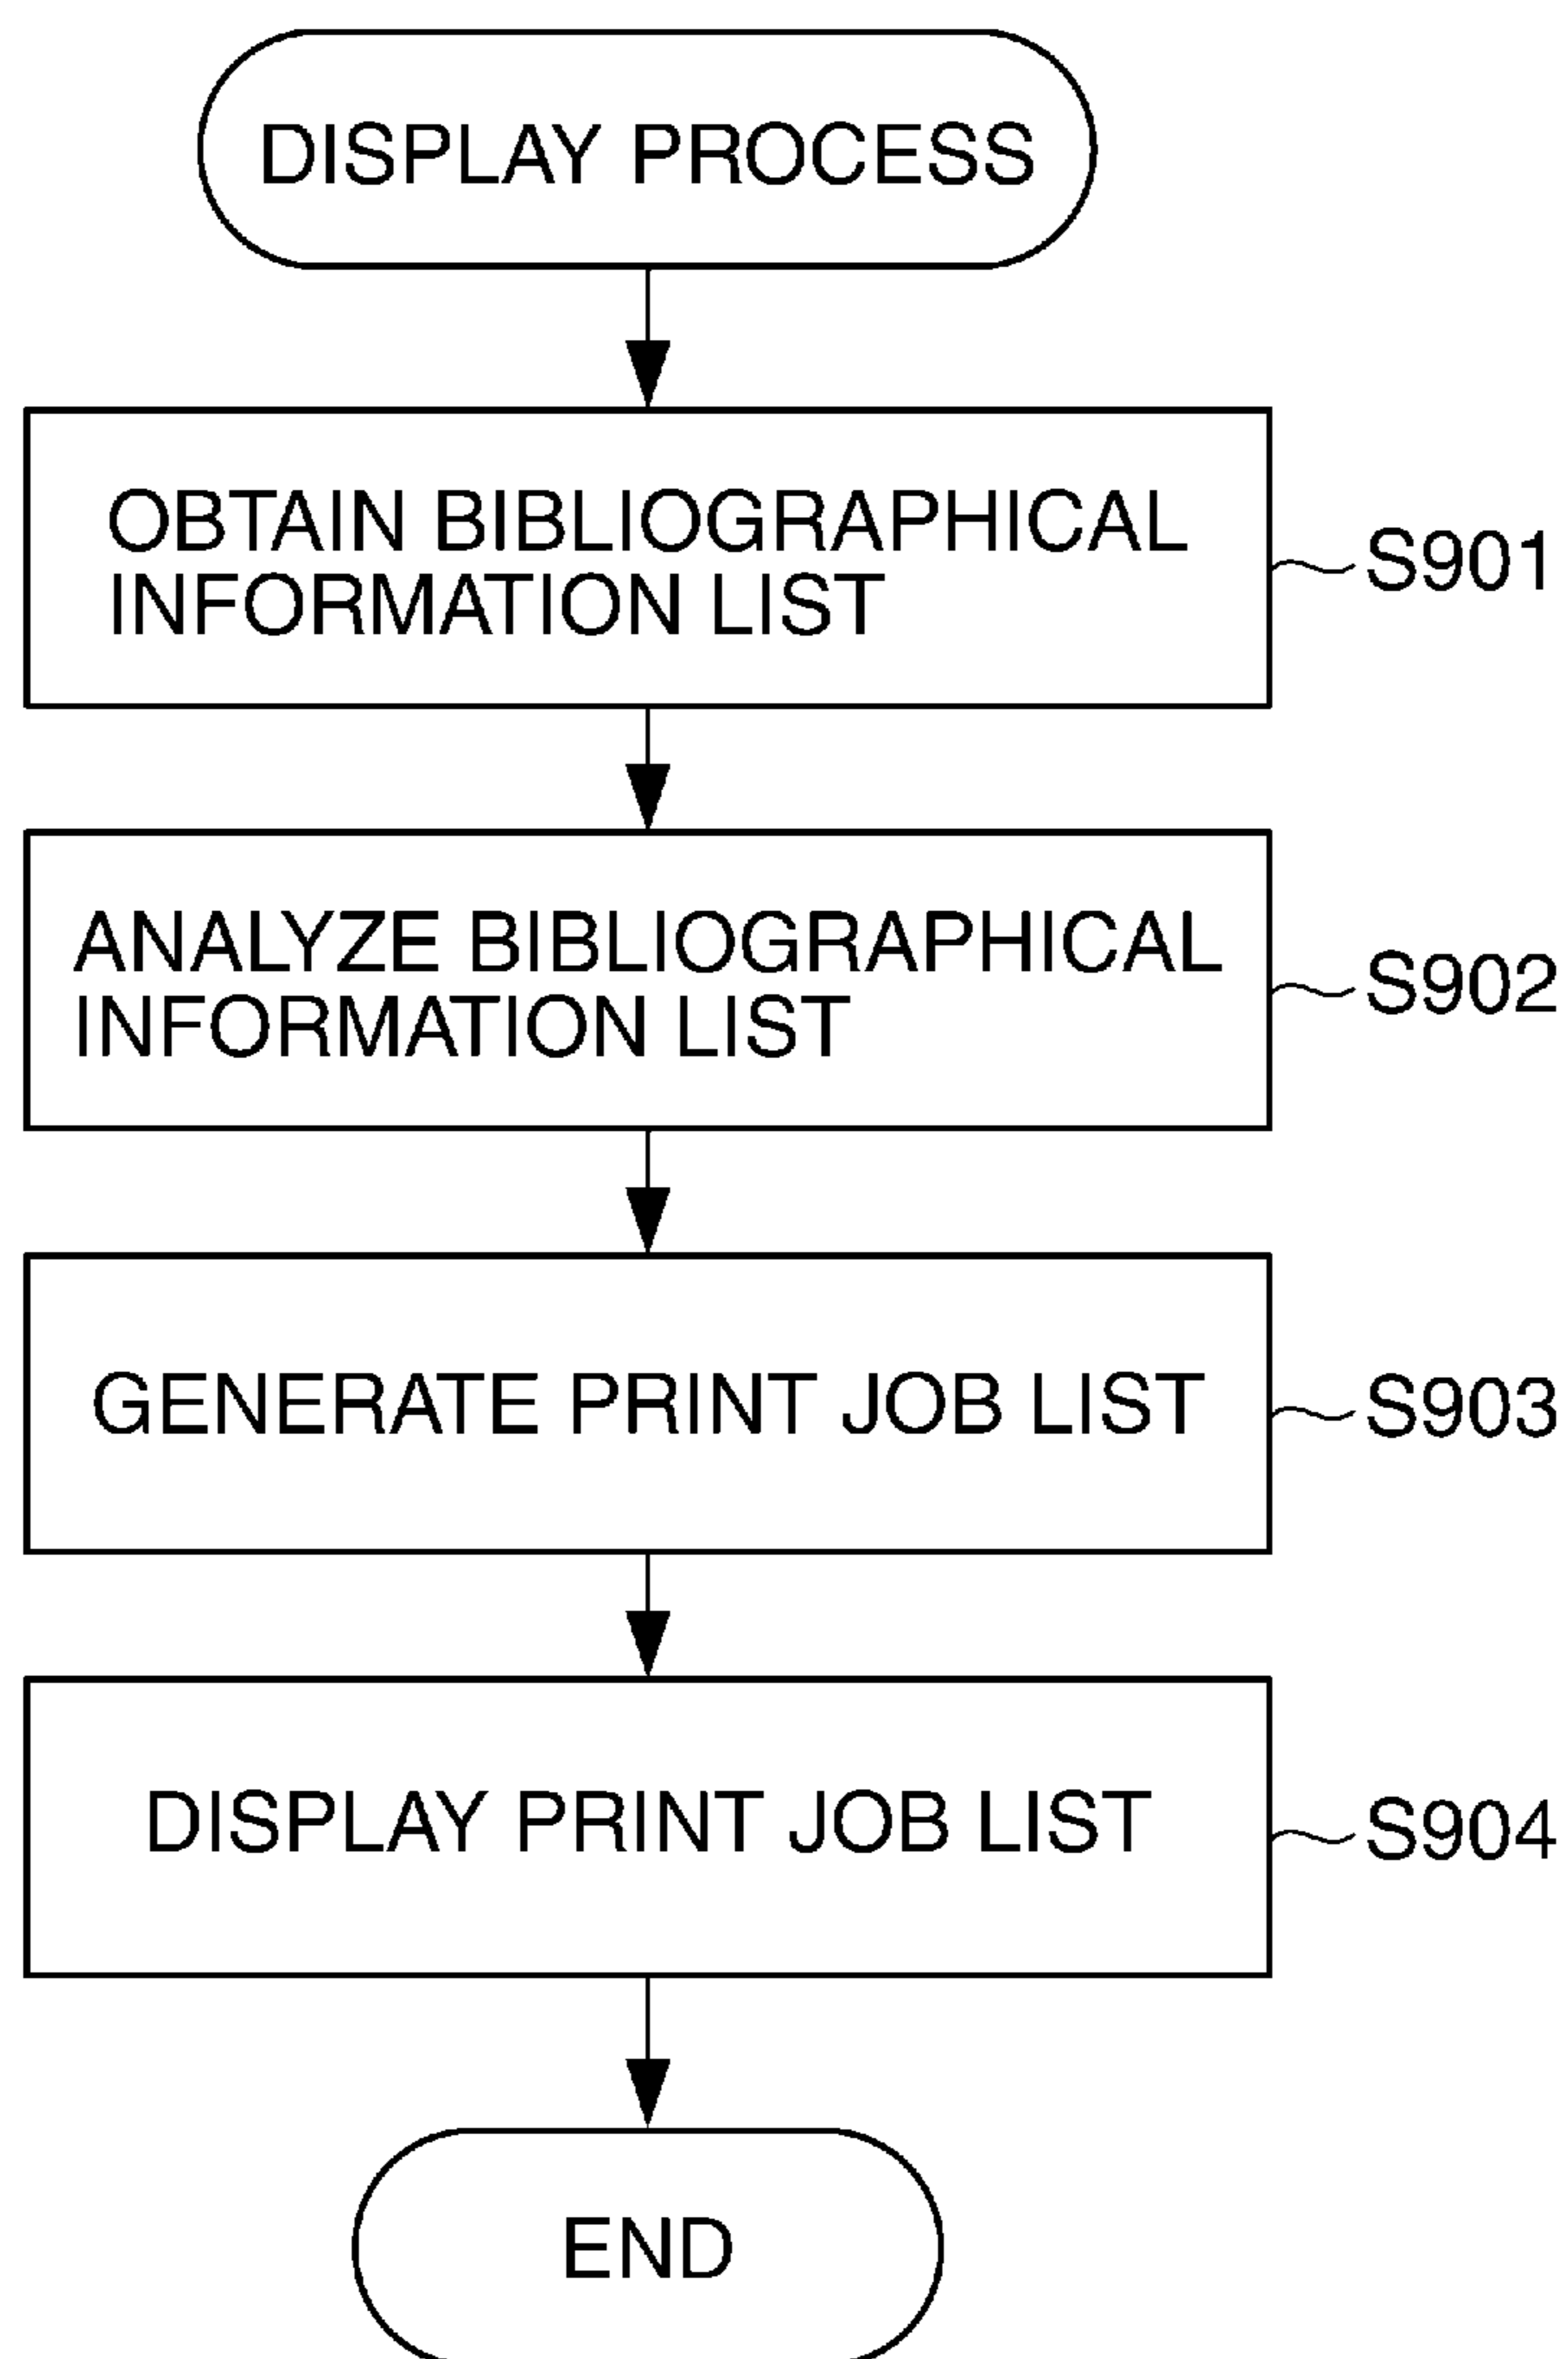 DISPLAY PROCESS
OBTAIN BIBLIOGRAPHICAL
INFORMATION LIST
S901
ANALYZE BIBLIOGRAPHICAL
INFORMATION LIST
S902
GENERATE PRINT JOB LIST
S903
DISPLAY PRINT JOB LIST
S904
END